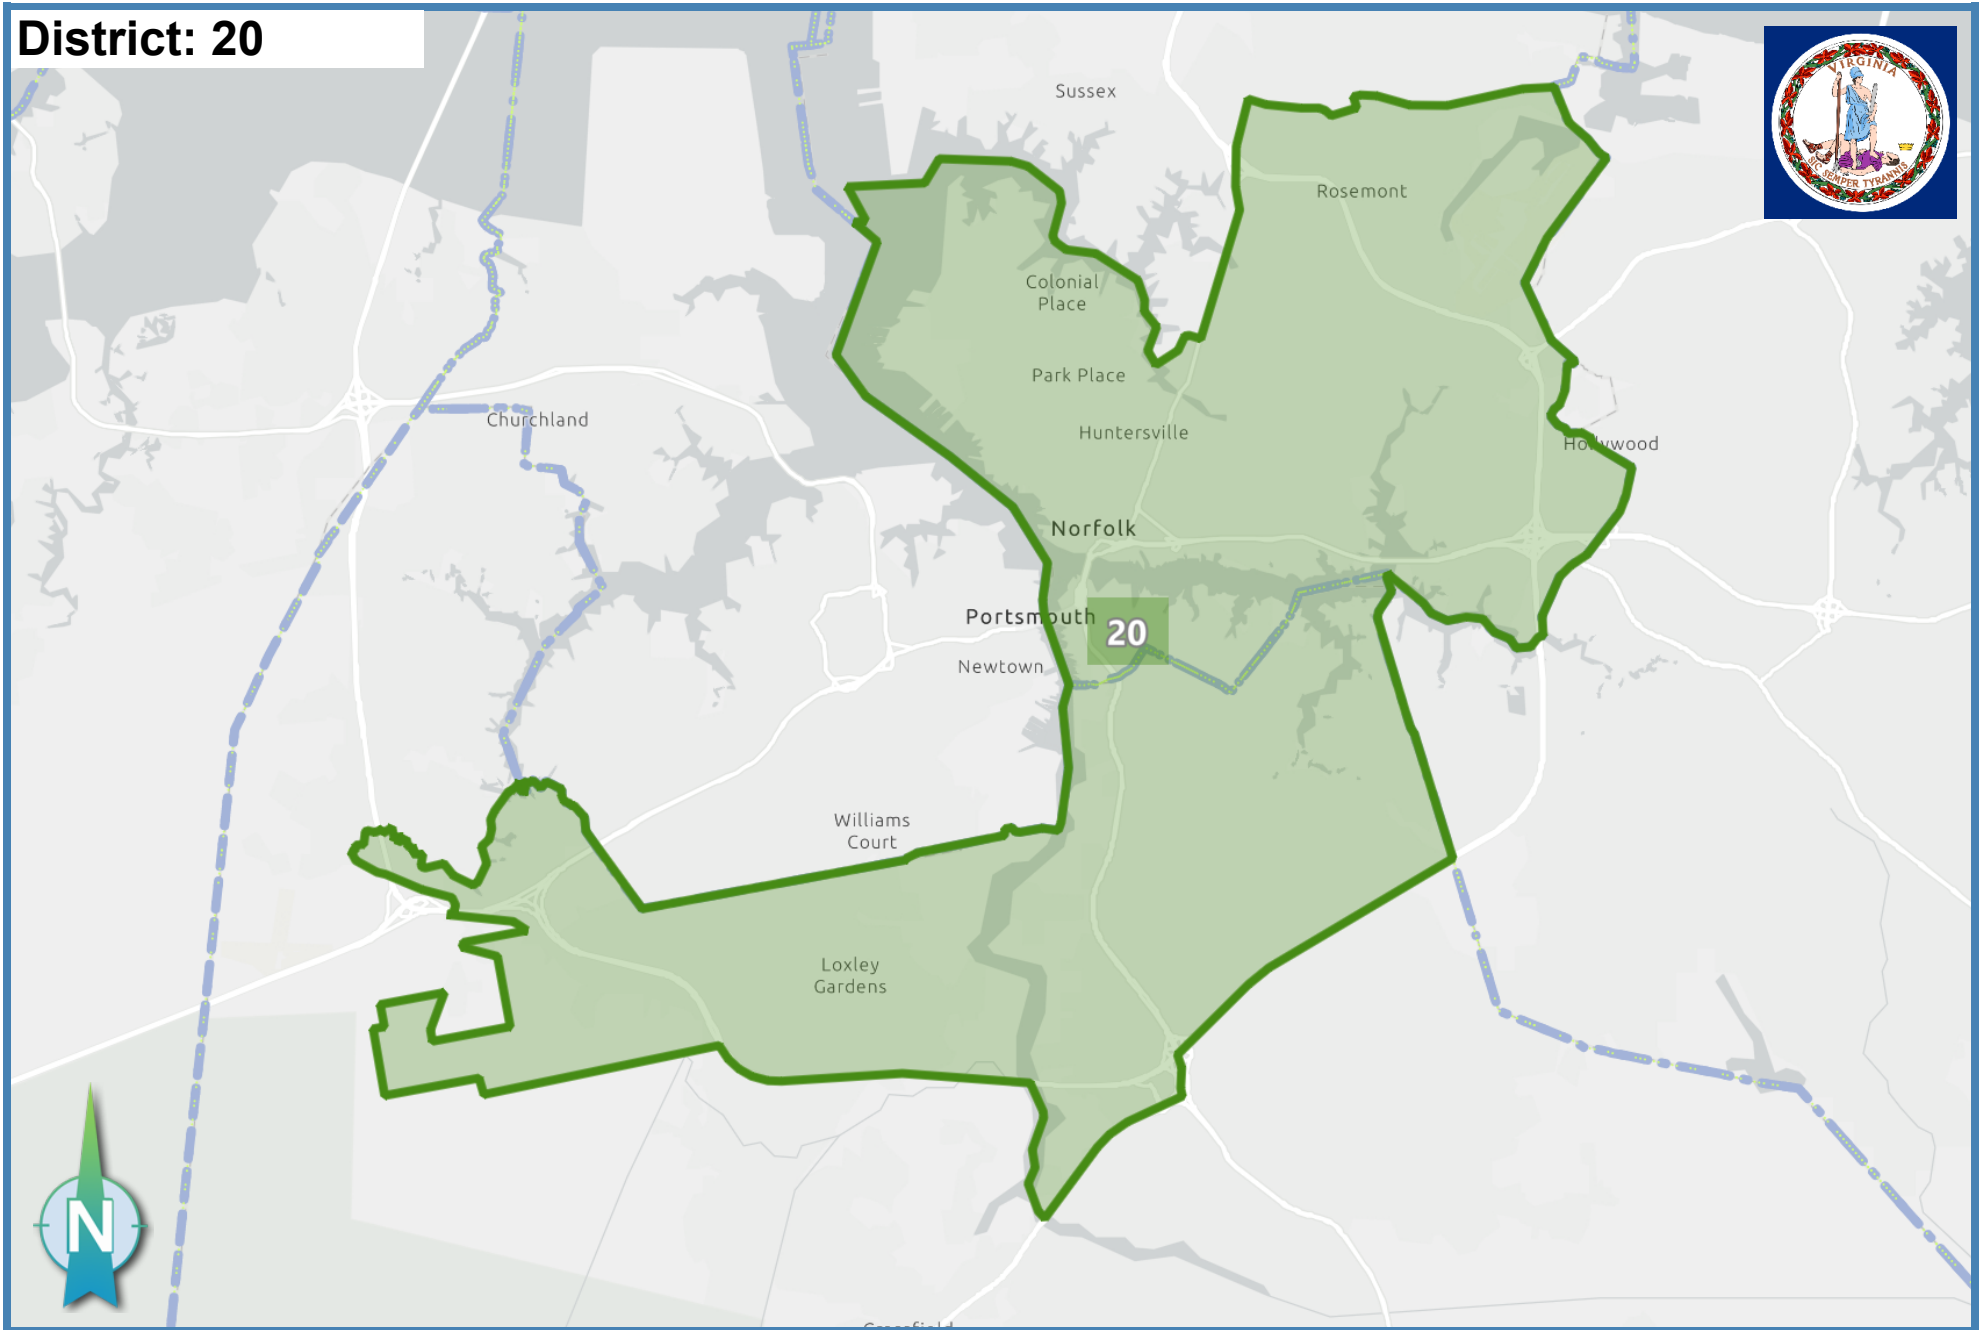 District: 20
VIRGINIA
SIC SEMPER TYRANNIS
Sussex
Rosemont
Colonial
Place
Park Place
Churchland
Huntersville
Hollywood
Norfolk
Portsmouth
20
Newtown
Williams
Court
Loxley
Gardens
N